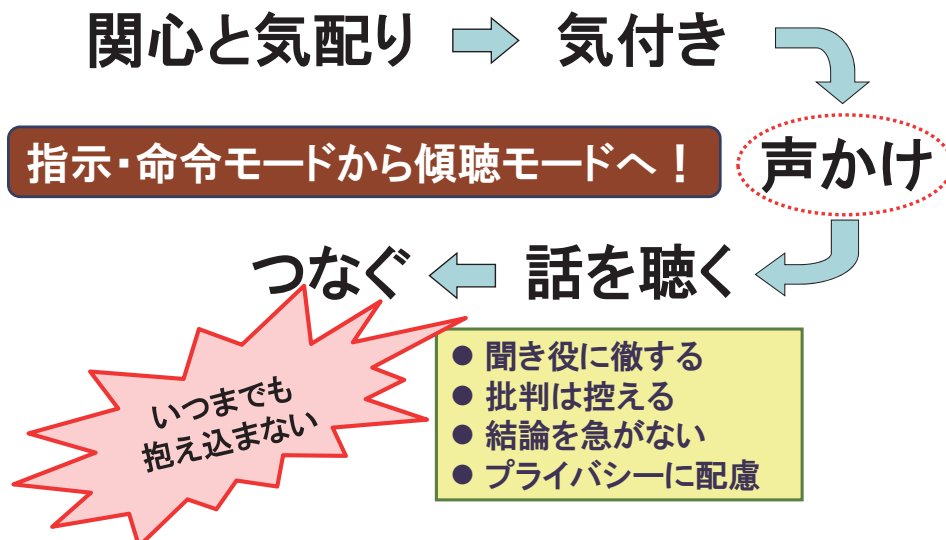 関心と気配り
気付き
指示・命令モードから傾聴モードへ！
声かけ
話を聴く
つなぐ
● 聞き役に徹する
● 批判は控える
● 結論を急がない
● プライバシーに配慮
いつまでも
抱え込まない